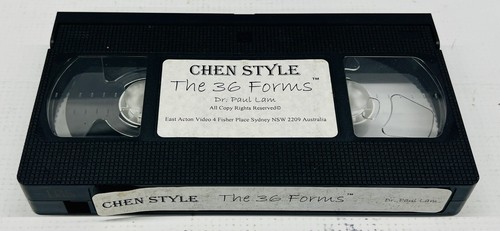 CHEN STYLE
The 36 Forms™
Dr. Paul Lam
All Copy Rights Reserved©
East Acton Video 4 Fisher Place Sydney NSW 2209 Australia
CHEN STYLE The 36 Forms™ Dr. Paul Lam